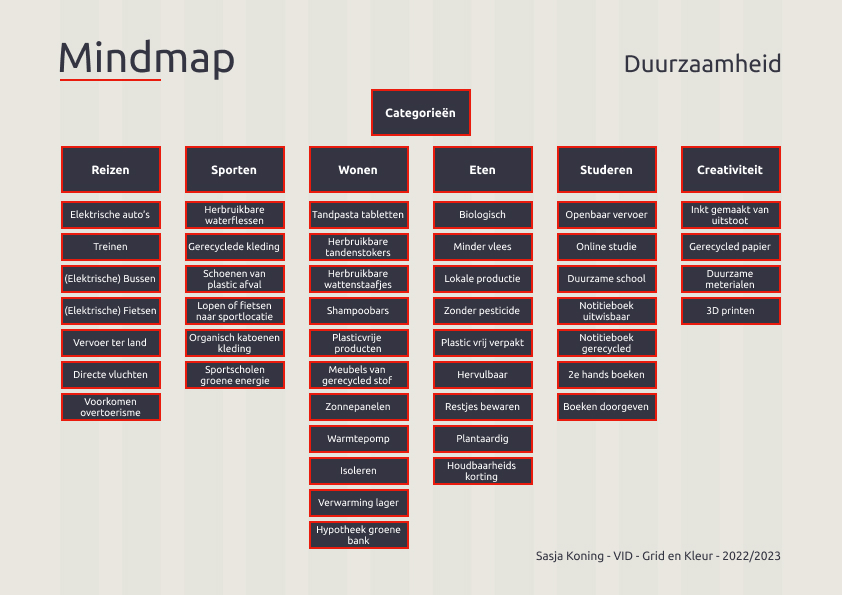 Mindmap
Duurzaamheid
Categorieën
Reizen
Elektrische auto's
Treinen
(Elektrische) Bussen
(Elektrische) Fietsen
Vervoer ter land
Directe vluchten
Voorkomen
overtoerisme
Sporten
Herbruikbare
waterflessen
Gerecyclede kleding
Schoenen van
plastic afval
Lopen of fietsen
naar sportlocatie
Organisch katoenen
kleding
Sportscholen
groene energie
Wonen
Tandpasta tabletten
Herbruikbare
tandenstokers
Herbruikbare
wattenstaafjes
Shampoobars
Plasticvrije
producten
Meubels van
gerecycled stof
Zonnepanelen
Warmtepomp
Isoleren
Verwarming lager
Hypotheek groene
bank
Eten
Biologisch
Minder vlees
Lokale productie
Zonder pesticide
Plastic vrij verpakt
Hervulbaar
Restjes bewaren
Plantaardig
Houdbaarheids
korting
Studeren
Openbaar vervoer
Online studie
Duurzame school
Notitieboek
uitwisbaar
Notitieboek
gerecycled
2e hands boeken
Boeken doorgeven
Creativiteit
Inkt gemaakt van
uitstoot
Gerecycled papier
Duurzame
meterialen
3D printen
Sasja Koning - VID - Grid en Kleur - 2022/2023